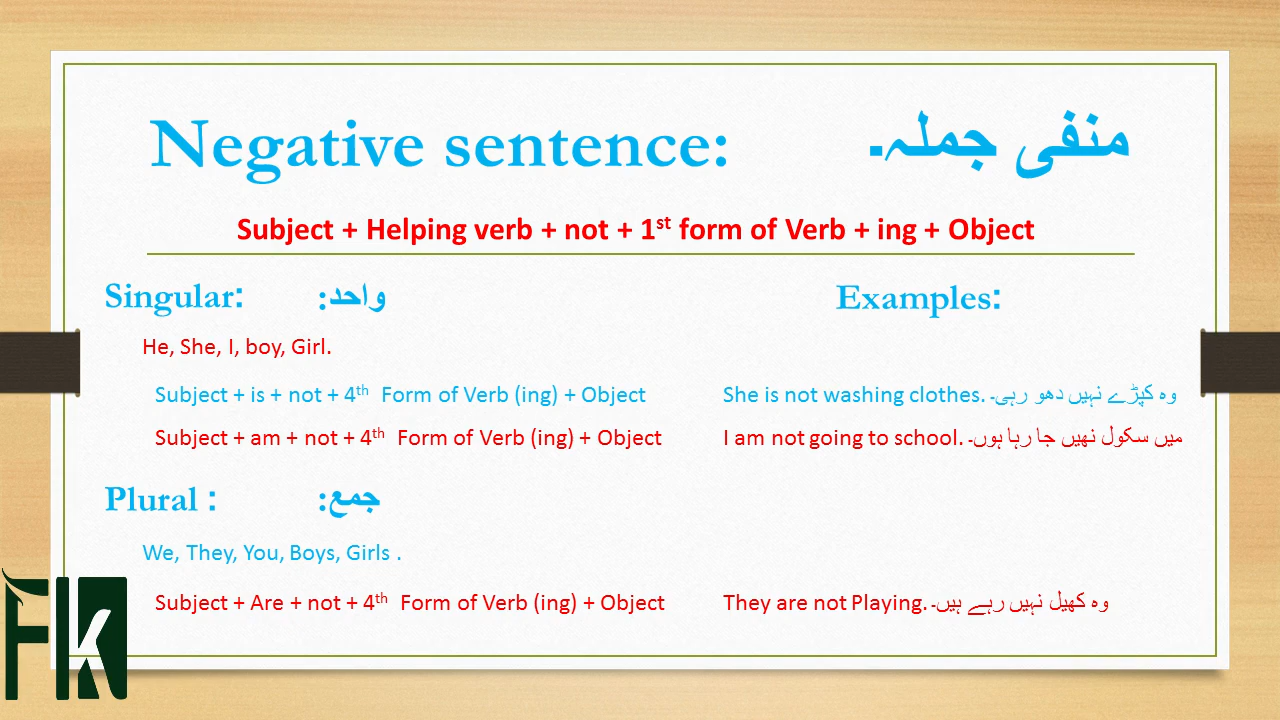 Negative sentence: منفی جملہ۔
Subject + Helping verb + not + 1st form of Verb + ing + Object
Singular: واحد:
Examples:
He, She, I, boy, Girl.
Subject + is + not + 4th Form of Verb (ing) + Object
She is not washing clothes. وہ کپڑے نہیں دھو رہی۔
Subject + am + not + 4th Form of Verb (ing) + Object
I am not going to school. میں سکول نھیں جا رہا ہوں۔
Plural : جمع:
We, They, You, Boys, Girls .
Subject + Are + not + 4th Form of Verb (ing) + Object
They are not Playing. وہ کھیل نہیں رہے ہیں۔
FK